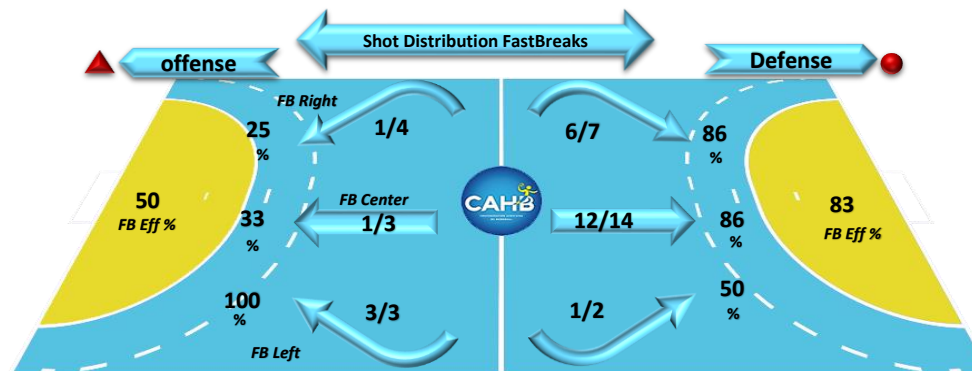 Shot Distribution FastBreaks
offense
Defense
FB Right
25
%
1/4
6/7
86
%
50
FB Eff %
33
%
FB Center
1/3
CAHB
12/14
86
%
83
FB Eff %
100
%
3/3
1/2
50
%
FB Left